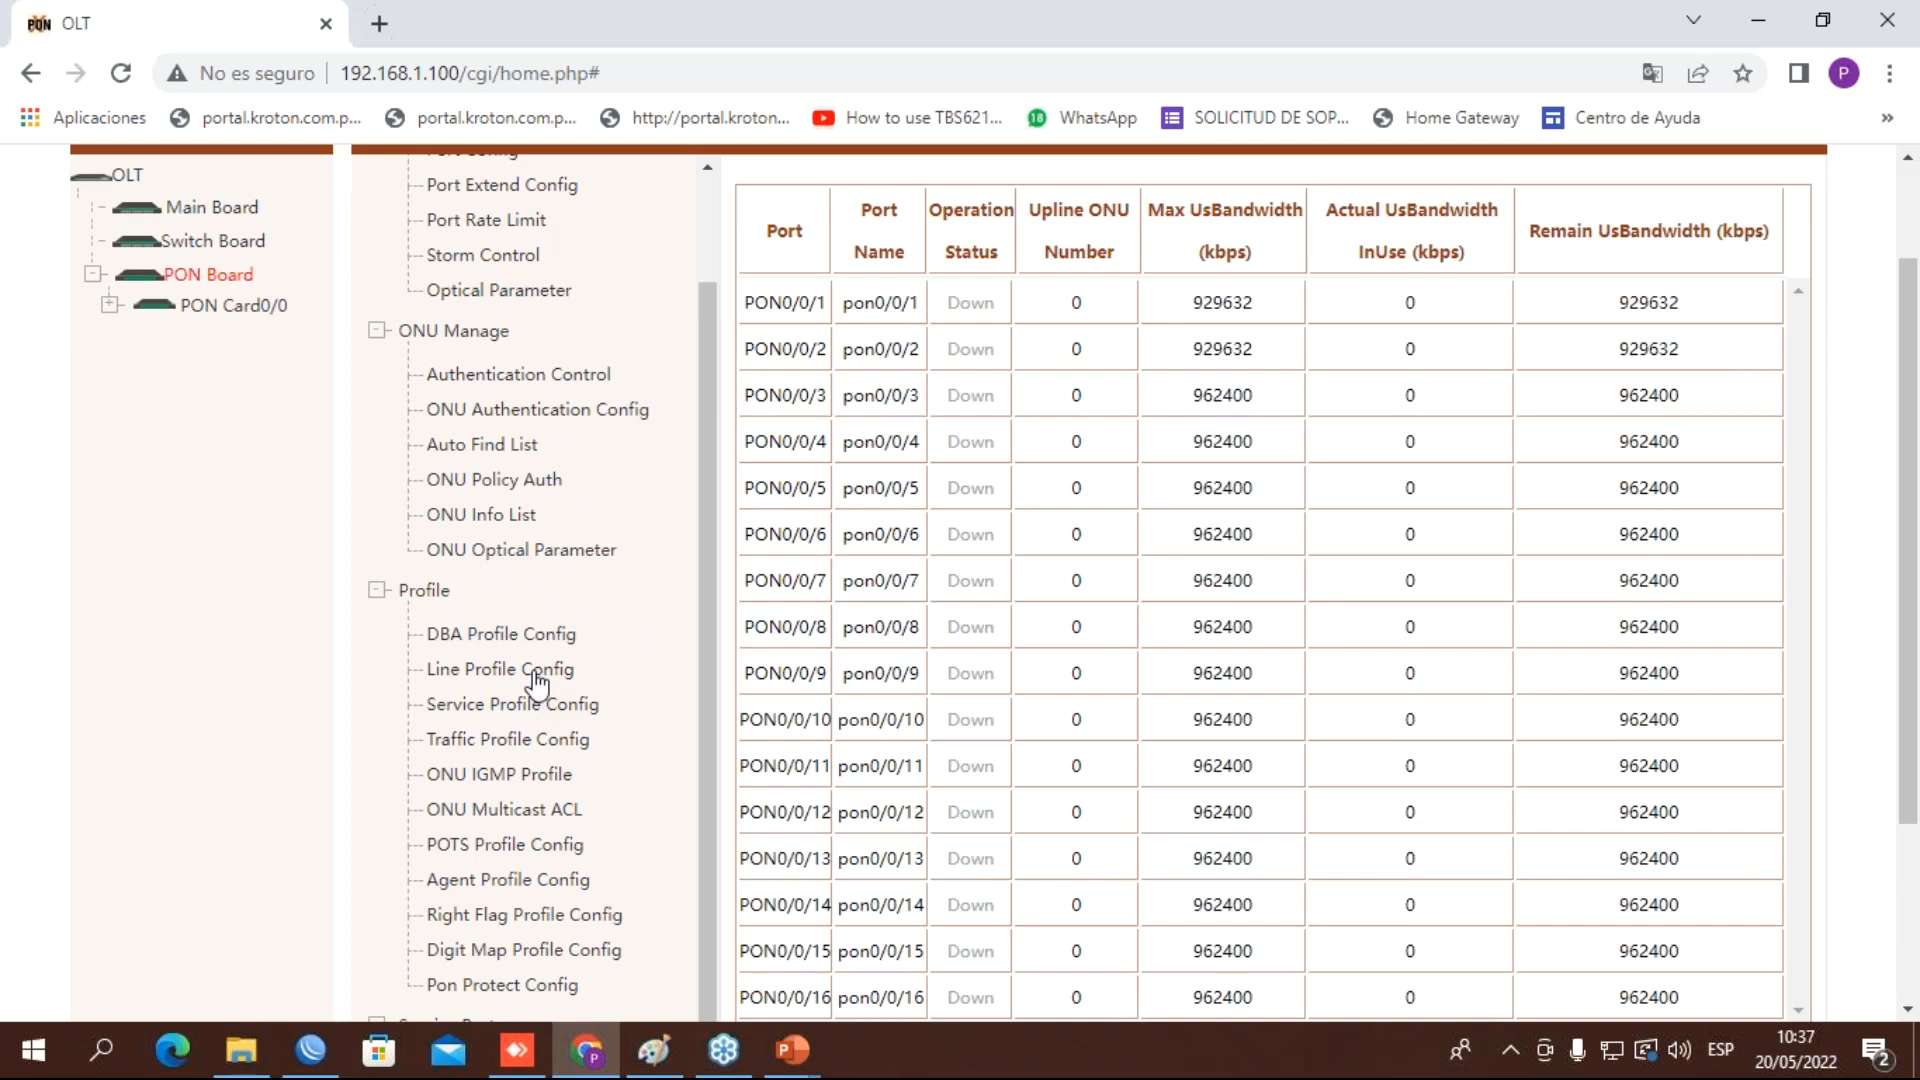 PON OLT
No es seguro 192.168.1.100/cgi/home.php#
P
Aplicaciones portal.kroton.com.p... portal.kroton.com.p... http://portal.kroton... How to use TBS621... 18 WhatsApp SOLICITUD DE SOP... Home Gateway Centro de Ayuda »
OLT
Main Board
Switch Board
PON Board
PON Card0/0
Port Config
Port Extend Config
Port Rate Limit
Storm Control
Optical Parameter
ONU Manage
Authentication Control
ONU Authentication Config
Auto Find List
ONU Policy Auth
ONU Info List
ONU Optical Parameter
Profile
DBA Profile Config
Line Profile Config
Service Profile Config
Traffic Profile Config
ONU IGMP Profile
ONU Multicast ACL
POTS Profile Config
Agent Profile Config
Right Flag Profile Config
Digit Map Profile Config
Pon Protect Config
Port Port Name Operation Status Upline ONU Number Max UsBandwidth (kbps) Actual UsBandwidth InUse (kbps) Remain UsBandwidth (kbps)
PON0/0/1 pon0/0/1 Down 0 929632 0 929632
PON0/0/2 pon0/0/2 Down 0 929632 0 929632
PON0/0/3 pon0/0/3 Down 0 962400 0 962400
PON0/0/4 pon0/0/4 Down 0 962400 0 962400
PON0/0/5 pon0/0/5 Down 0 962400 0 962400
PON0/0/6 pon0/0/6 Down 0 962400 0 962400
PON0/0/7 pon0/0/7 Down 0 962400 0 962400
PON0/0/8 pon0/0/8 Down 0 962400 0 962400
PON0/0/9 pon0/0/9 Down 0 962400 0 962400
PON0/0/10 pon0/0/10 Down 0 962400 0 962400
PON0/0/11 pon0/0/11 Down 0 962400 0 962400
PON0/0/12 pon0/0/12 Down 0 962400 0 962400
PON0/0/13 pon0/0/13 Down 0 962400 0 962400
PON0/0/14 pon0/0/14 Down 0 962400 0 962400
PON0/0/15 pon0/0/15 Down 0 962400 0 962400
PON0/0/16 pon0/0/16 Down 0 962400 0 962400
P
ESP
10:37
20/05/2022
2